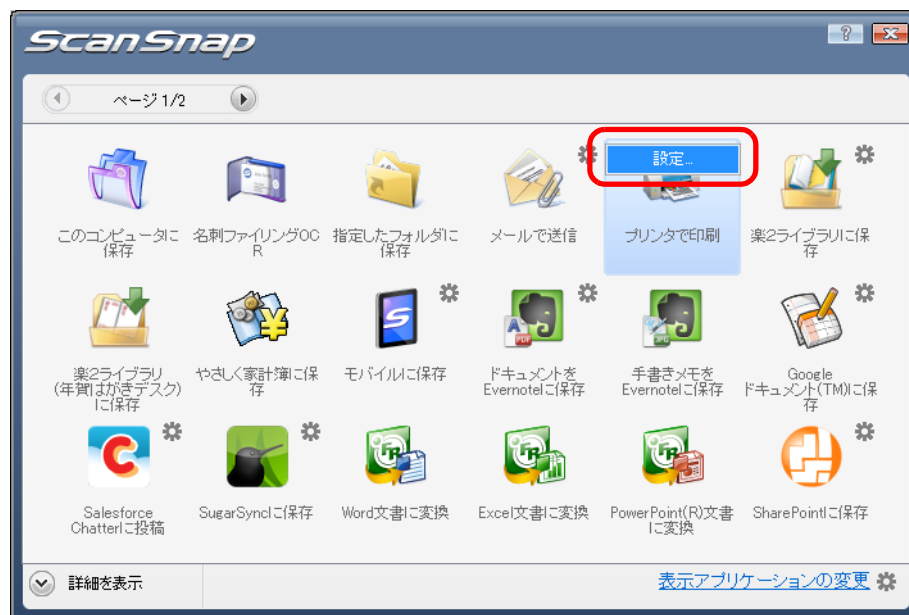 ScanSnap
ページ 1/2
設定...
このコンピュータに
保存
名刺ファイリングOC
R
指定したフォルダに
保存
メールで送信
プリンタで印刷
楽2ライブラリに保
存
楽2ライブラリ
(年賀はがきデスク)
に保存
やさしく家計簿に保
存
モバイルに保存
ドキュメントを
Evernoteに保存
手書きメモを
Evernoteに保存
Google
ドキュメント(TM)に保
存
Salesforce
Chatterに投稿
SugarSyncに保存
Word文書に変換
Excel文書に変換
PowerPoint(R)文書
に変換
SharePointに保存
詳細を表示
表示アプリケーションの変更